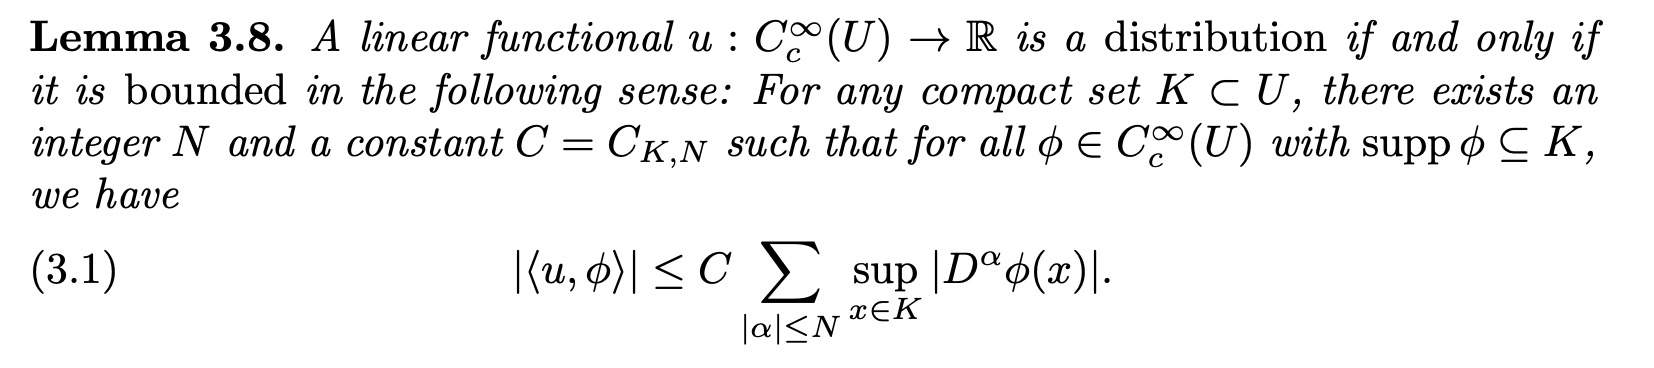 Lemma 3.8. A linear functional u : C_c^∞(U) → ℝ is a distribution if and only if
it is bounded in the following sense: For any compact set K ⊂ U, there exists an
integer N and a constant C = C_{K,N} such that for all ϕ ∈ C_c^∞(U) with supp ϕ ⊆ K,
we have
(3.1) |⟨u, ϕ⟩| ≤ C ∑_{|α|≤N} sup_{x∈K} |D^α ϕ(x)|.